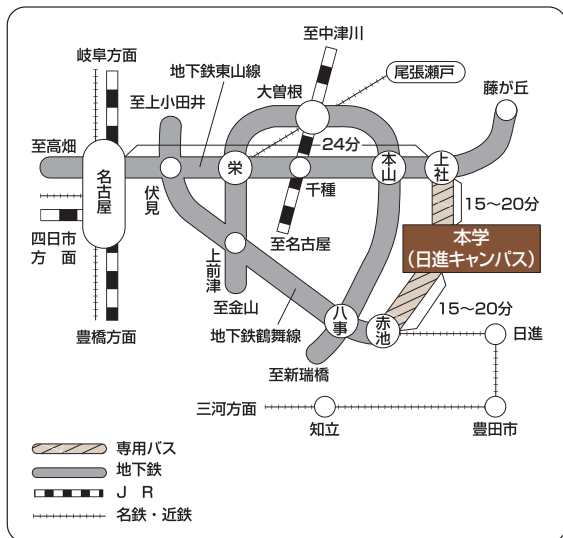 至中津川
岐阜方面
地下鉄東山線
尾張瀬戸
至上小田井
大曽根
藤が丘
24分
至高畑
名古屋
栄
本山
上社
伏見
千種
15〜20分
四日市
方 面
至名古屋
本学
(日進キャンパス)
上前津
至金山
八事
赤池
15〜20分
豊橋方面
地下鉄鶴舞線
日進
至新瑞橋
三河方面
知立
豊田市
専用バス
地下鉄
J R
名鉄・近鉄